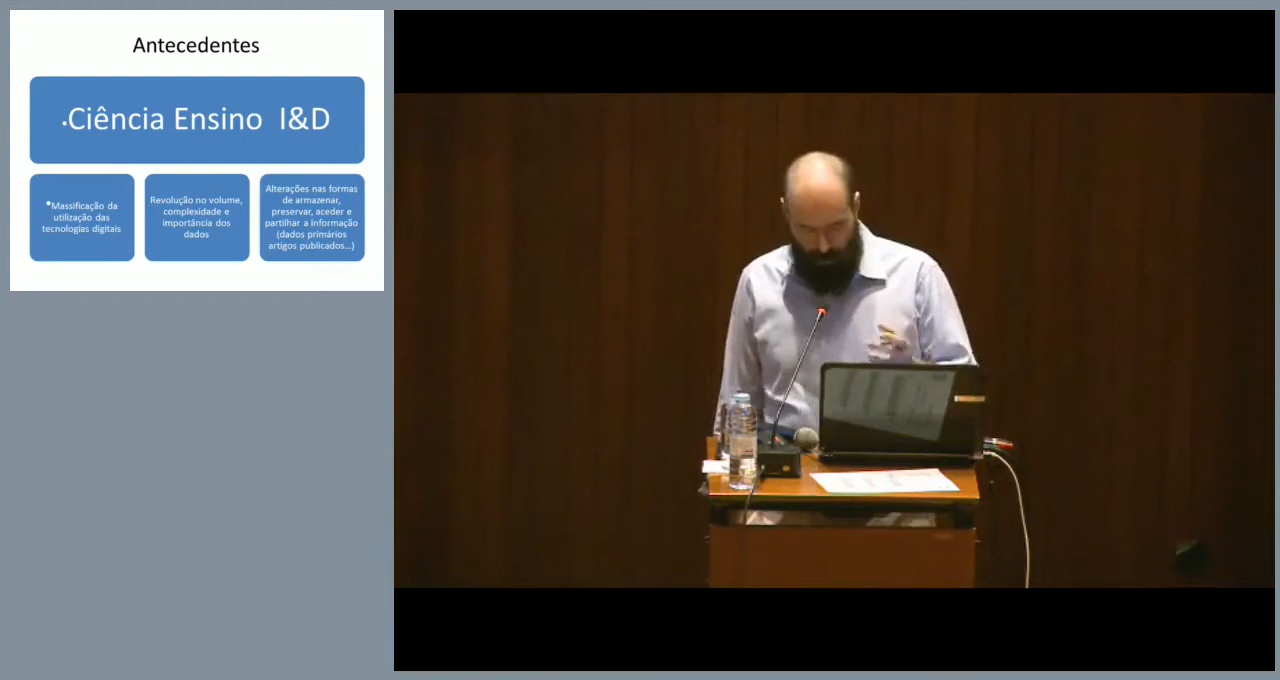 Antecedentes
•Ciência Ensino I&D
•Massificação da
utilização das
tecnologias digitais
Revolução no volume,
complexidade e
importância dos
dados
Alterações nas formas
de armazenar,
preservar, aceder e
partilhar a informação
(dados primários
artigos publicados…)